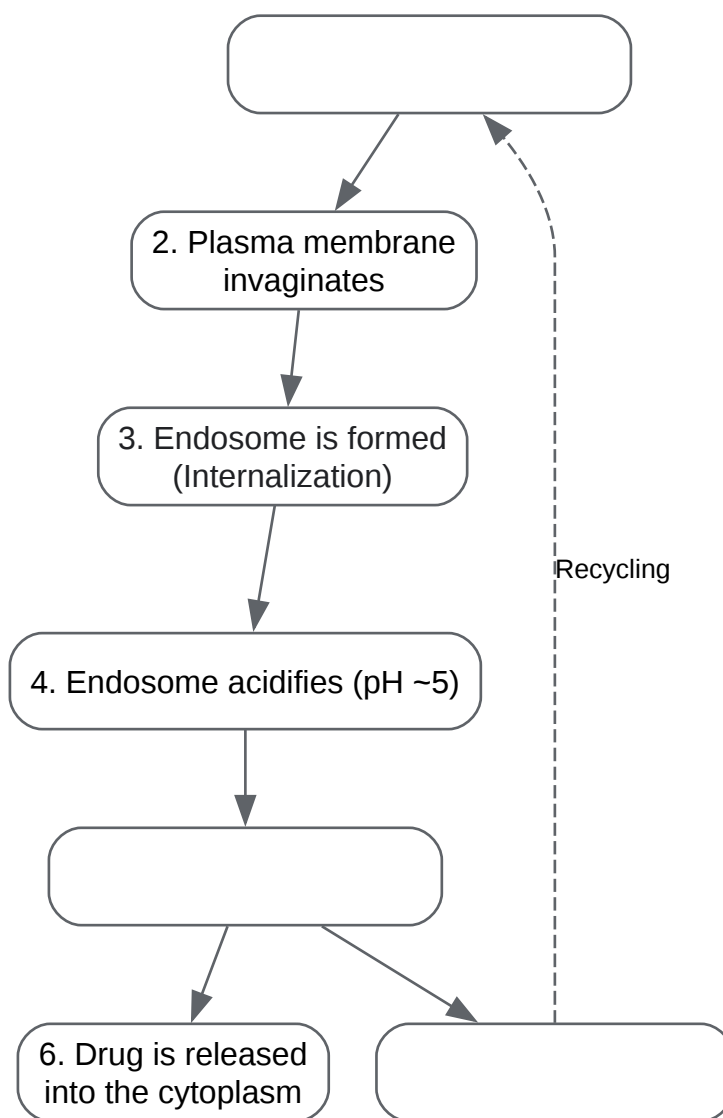 2. Plasma membrane
invaginates
3. Endosome is formed
(Internalization)
Recycling
4. Endosome acidifies (pH ~5)
6. Drug is released
into the cytoplasm